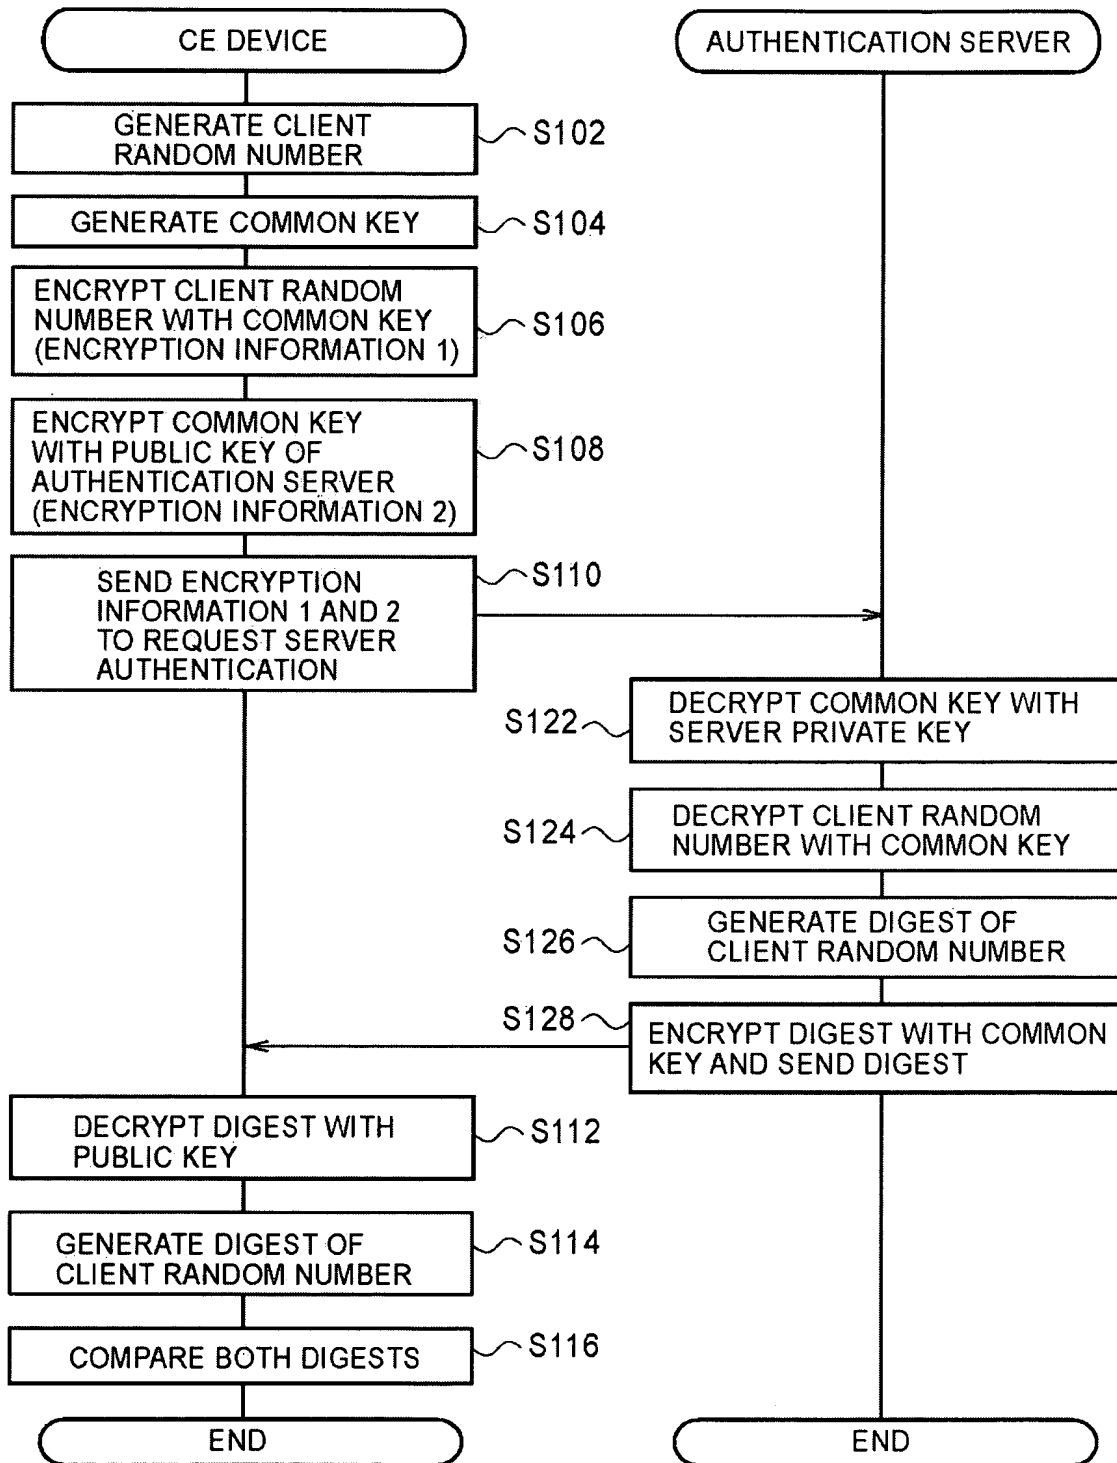 CE DEVICE
AUTHENTICATION SERVER
GENERATE CLIENT
RANDOM NUMBER
S102
GENERATE COMMON KEY
S104
ENCRYPT CLIENT RANDOM
NUMBER WITH COMMON KEY
(ENCRYPTION INFORMATION 1)
S106
ENCRYPT COMMON KEY
WITH PUBLIC KEY OF
AUTHENTICATION SERVER
(ENCRYPTION INFORMATION 2)
S108
SEND ENCRYPTION
INFORMATION 1 AND 2
TO REQUEST SERVER
AUTHENTICATION
S110
S122
DECRYPT COMMON KEY WITH
SERVER PRIVATE KEY
S124
DECRYPT CLIENT RANDOM
NUMBER WITH COMMON KEY
S126
GENERATE DIGEST OF
CLIENT RANDOM NUMBER
S128
ENCRYPT DIGEST WITH COMMON
KEY AND SEND DIGEST
DECRYPT DIGEST WITH
PUBLIC KEY
S112
GENERATE DIGEST OF
CLIENT RANDOM NUMBER
S114
COMPARE BOTH DIGESTS
S116
END
END